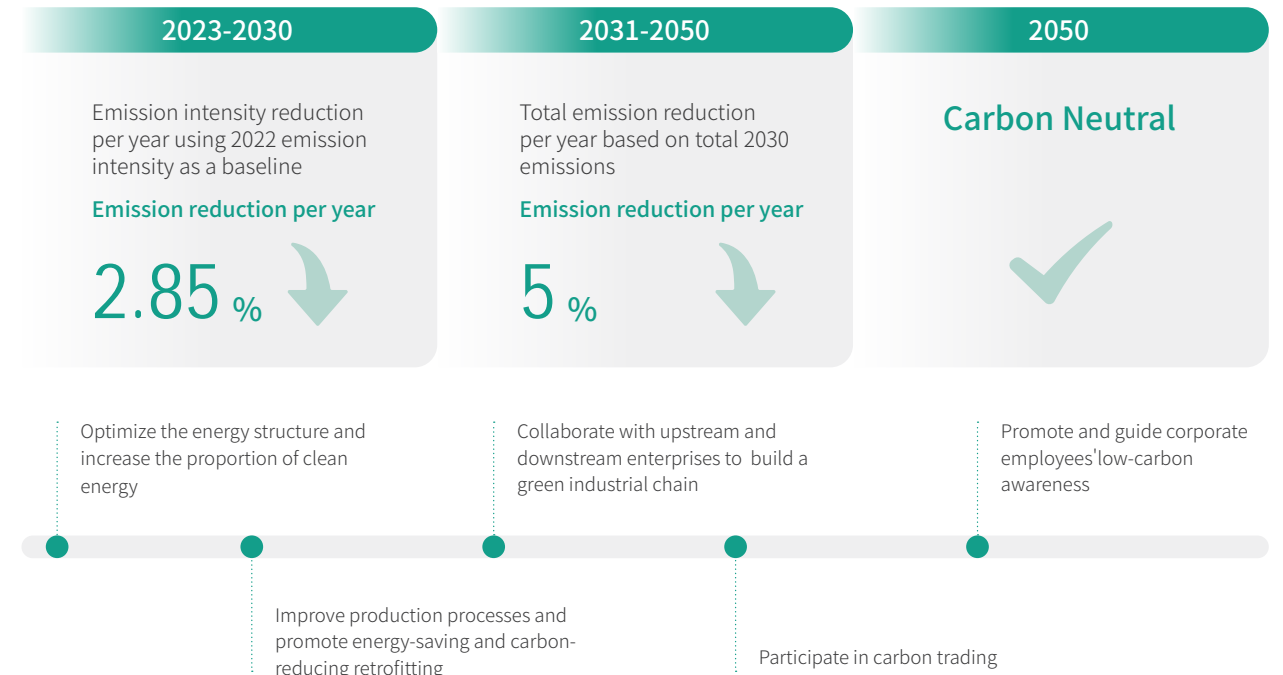 2023-2030
Emission intensity reduction
per year using 2022 emission
intensity as a baseline
Emission reduction per year
2.85 %
2031-2050
Total emission reduction
per year based on total 2030
emissions
Emission reduction per year
5 %
2050
Carbon Neutral
Optimize the energy structure and
increase the proportion of clean
energy
Improve production processes and
promote energy-saving and carbon-
reducing retrofitting
Collaborate with upstream and
downstream enterprises to  build a
green industrial chain
Participate in carbon trading
Promote and guide corporate
employees'low-carbon
awareness